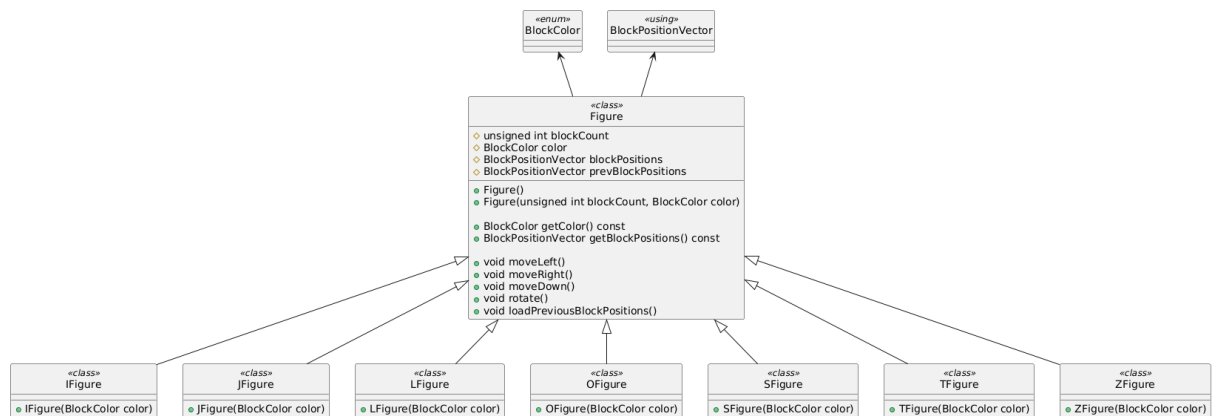 «enum»
BlockColor
«using»
BlockPositionVector
«class»
Figure
unsigned int blockCount
BlockColor color
BlockPositionVector blockPositions
BlockPositionVector prevBlockPositions
Figure()
Figure(unsigned int blockCount, BlockColor color)
BlockColor getColor() const
BlockPositionVector getBlockPositions() const
void moveLeft()
void moveRight()
void moveDown()
void rotate()
void loadPreviousBlockPositions()
«class»
IFigure
IFigure(BlockColor color)
«class»
JFigure
JFigure(BlockColor color)
«class»
LFigure
LFigure(BlockColor color)
«class»
OFigure
OFigure(BlockColor color)
«class»
SFigure
SFigure(BlockColor color)
«class»
TFigure
TFigure(BlockColor color)
«class»
ZFigure
ZFigure(BlockColor color)